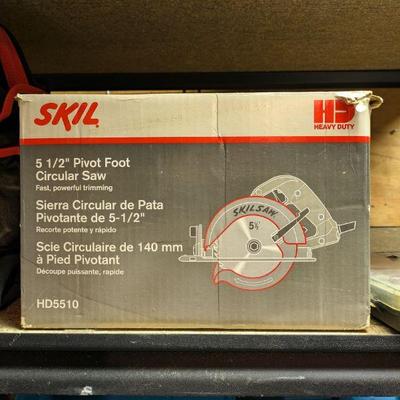 SKIL.
HD
HEAVY DUTY
5 1/2" Pivot Foot
Circular Saw
Fast, powerful trimming
Sierra Circular de Pata
Pivotante de 5-1/2"
Recorte potente y rápido
Scie Circulaire de 140 mm
à Pied Pivotant
Découpe puissante, rapide
HD5510
SKILSAW
5½